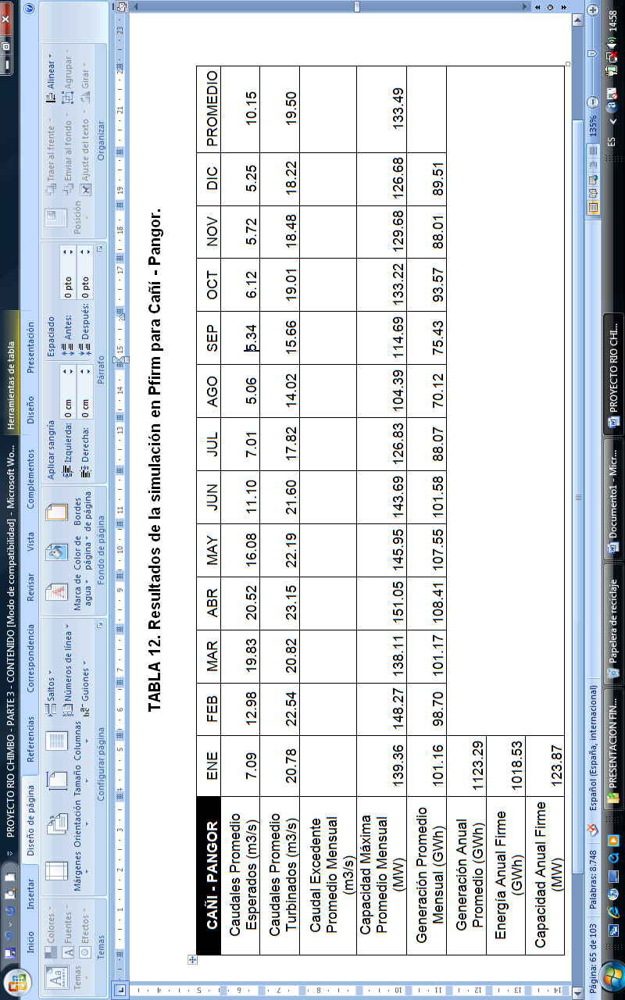 PROYECTO RIO CHIMBO - PARTE 3 - CONTENIDO [Modo de compatibilidad] - Microsoft Wo...
Herramientas de tabla
Inicio Insertar Diseño de página Referencias Correspondencia Revisar Vista Complementos Diseño Presentación
Colores
Fuentes
Efectos
Temas
Temas
Márgenes Orientación Tamaño Columnas
Saltos
Números de línea
Guiones
Configurar página
Marca de agua
Color de página
Bordes de página
Fondo de página
Aplicar sangría
Izquierda: 0 cm
Derecha: 0 cm
Espaciado
Antes: 0 pto
Después: 0 pto
Párrafo
Posición
Traer al frente
Enviar al fondo
Ajuste del texto
Alinear
Agrupar
Girar
Organizar
TABLA 12. Resultados de la simulación en Pfirm para Cañí - Pangor.
CAÑI - PANGOR ENE FEB MAR ABR MAY JUN JUL AGO SEP OCT NOV DIC PROMEDIO
Caudales Promedio
Esperados (m3/s) 7.09 12.98 19.83 20.52 16.08 11.10 7.01 5.06 5.34 6.12 5.72 5.25 10.15
Caudales Promedio
Turbinados (m3/s) 20.78 22.54 20.82 23.15 22.19 21.60 17.82 14.02 15.66 19.01 18.48 18.22 19.50
Caudal Excedente
Promedio Mensual
(m3/s)
Capacidad Máxima
Promedio Mensual
(MW) 139.36 148.27 138.11 151.05 145.95 143.69 126.83 104.39 114.69 133.22 129.68 126.68 133.49
Generación Promedio
Mensual (GWh) 101.16 98.70 101.17 108.41 107.55 101.58 88.07 70.12 75.43 93.57 88.01 89.51
Generación Anual
Promedio (GWh) 1123.29
Energía Anual Firme
(GWh) 1018.53
Capacidad Anual Firme
(MW) 123.87
Página: 65 de 103 Palabras: 8.748 Español (España, internacional) 135%
PRESENTACION FIN... Papelera de reciclaje Documento1 - Micr... PROYECTO RIO CHI... ES 14:58